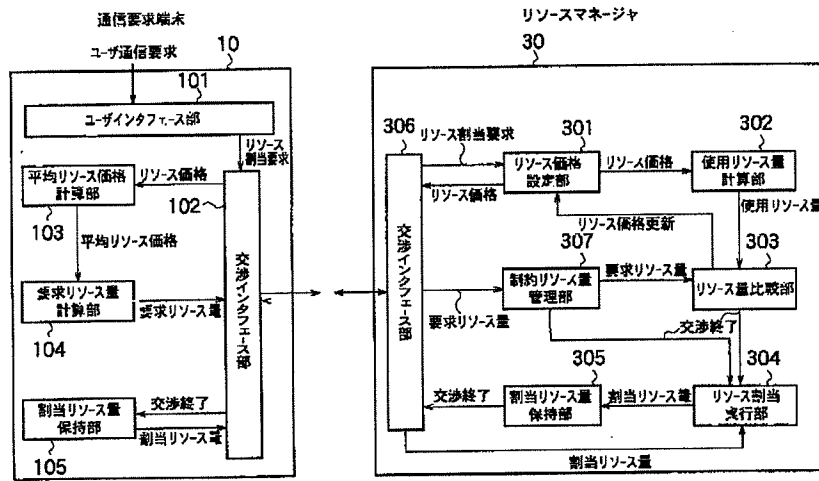 通信要求端末
ユーザ通信要求
10
101
ユーザインタフェース部
リソース
割当要求
平均リソース価格
計算部
リソース価格
102
103
平均リソース価格
要求リソース量
計算部
要求リソース量
104
交渉インタフェース部
割当リソース量
保持部
交渉終了
割当リソース量
105
リソースマネージャ
30
306
リソース割当要求
301
302
リソース価格
設定部
リソース価格
使用リソース量
計算部
リソース価格
使用リソース量
リソース価格更新
307
303
交渉インタフェース部
制約リソース量
管理部
要求リソース量
リソース量比較部
要求リソース量
交渉終了
305
304
交渉終了
割当リソース量
保持部
割当リソース量
リソース割当
実行部
割当リソース量